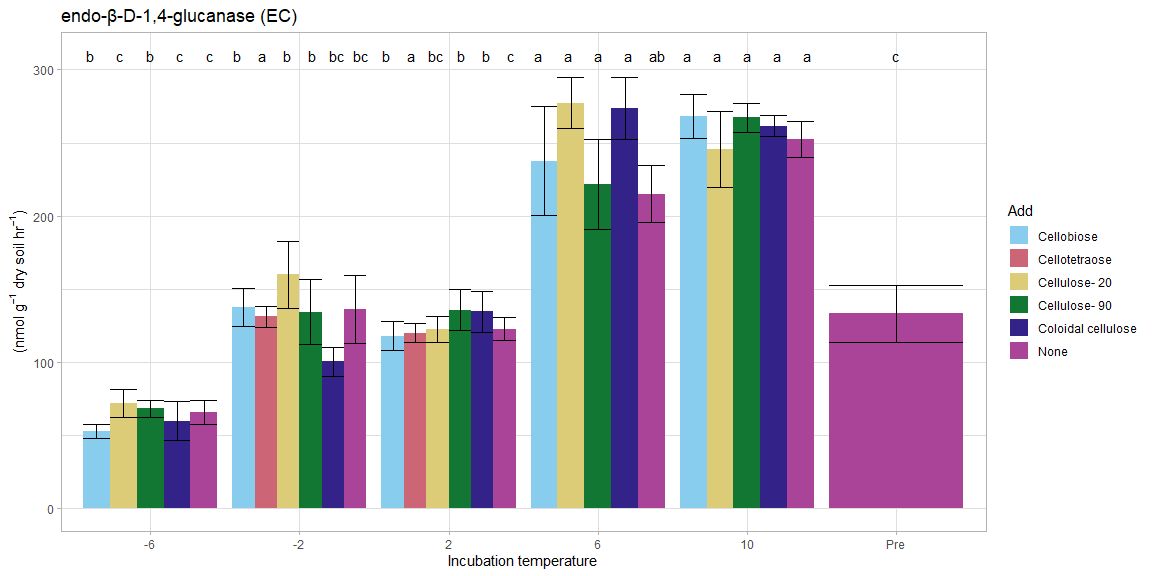 endo-β-D-1,4-glucanase (EC)
b c b c c b a b b bc bc b a bc b b c a a a a ab a a a a a c
300
200
100
0
(nmol g⁻¹ dry soil hr⁻¹)
-6 -2 2 6 10 Pre
Incubation temperature
Add
Cellobiose
Cellotetraose
Cellulose- 20
Cellulose- 90
Coloidal cellulose
None